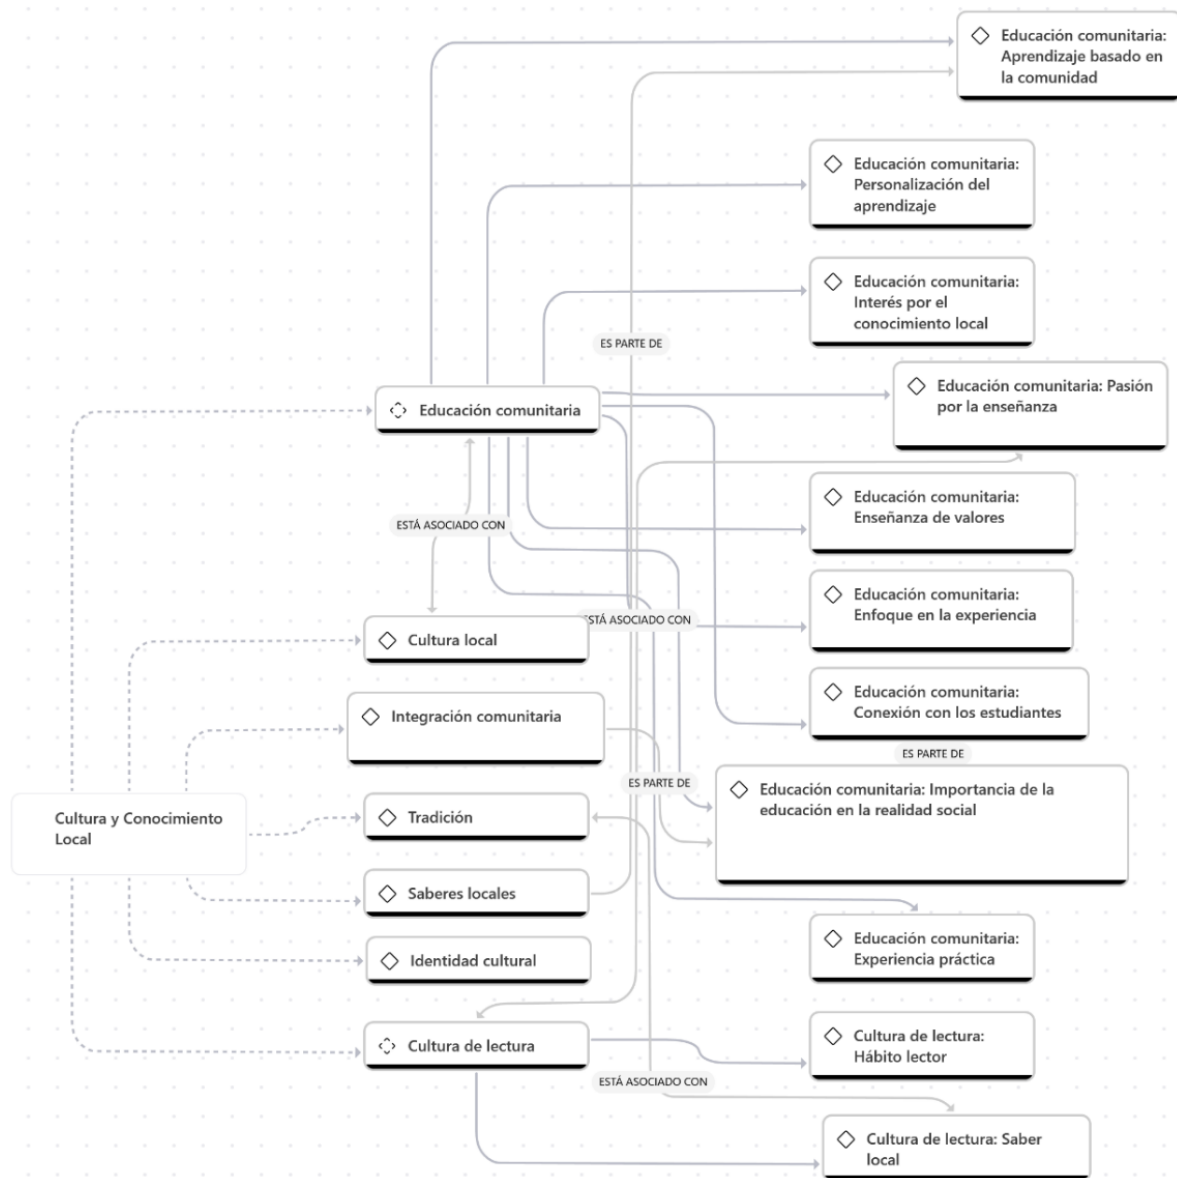 Educación comunitaria:
Aprendizaje basado en
la comunidad
Educación comunitaria:
Personalización del
aprendizaje
Educación comunitaria:
Interés por el
conocimiento local
ES PARTE DE
Educación comunitaria: Pasión
por la enseñanza
Educación comunitaria
Educación comunitaria:
Enseñanza de valores
ESTÁ ASOCIADO CON
Educación comunitaria:
Enfoque en la experiencia
STÁ ASOCIADO CON
Cultura local
Educación comunitaria:
Conexión con los estudiantes
Integración comunitaria
ES PARTE DE
ES PARTE DE
Educación comunitaria: Importancia de la
educación en la realidad social
Cultura y Conocimiento
Local
Tradición
Saberes locales
Educación comunitaria:
Experiencia práctica
Identidad cultural
Cultura de lectura
Cultura de lectura:
Hábito lector
ESTÁ ASOCIADO CON
Cultura de lectura: Saber
local